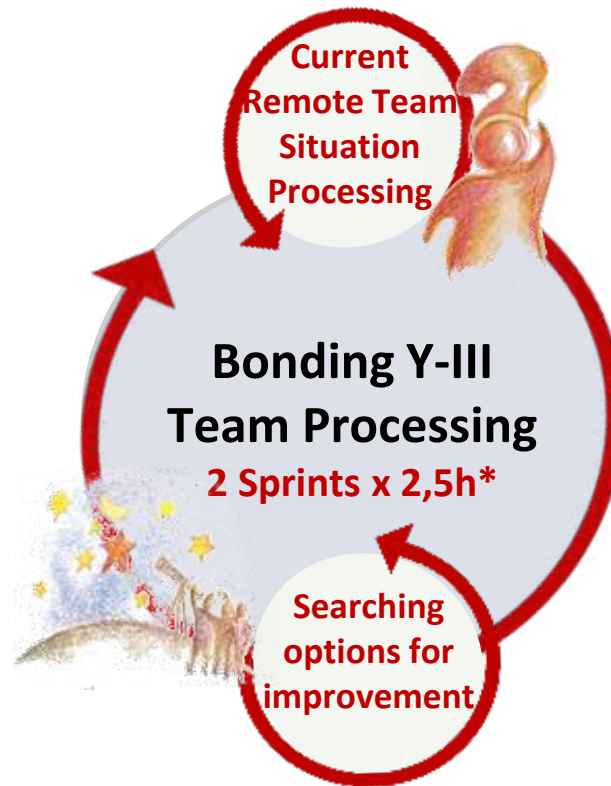 Current
Remote Team
Situation
Processing
Bonding Y-III
Team Processing
2 Sprints x 2,5h*
Searching
options for
improvement